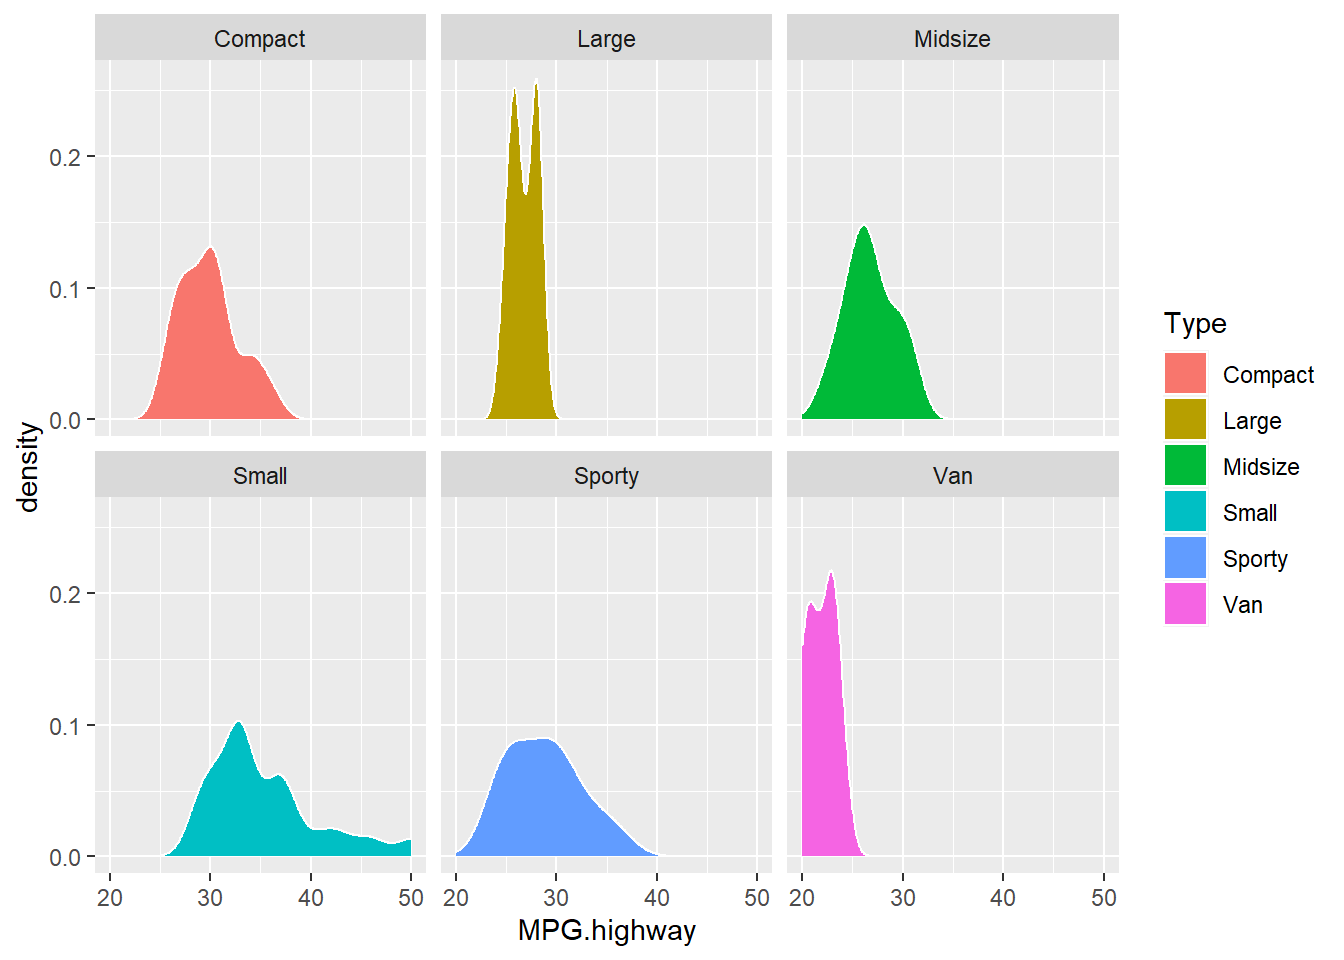 Compact Large Midsize
0.2
0.1
0.0
Small Sporty Van
0.2
0.1
0.0
20 30 40 50 20 30 40 50 20 30 40 50
MPG.highway
density
Type
Compact
Large
Midsize
Small
Sporty
Van